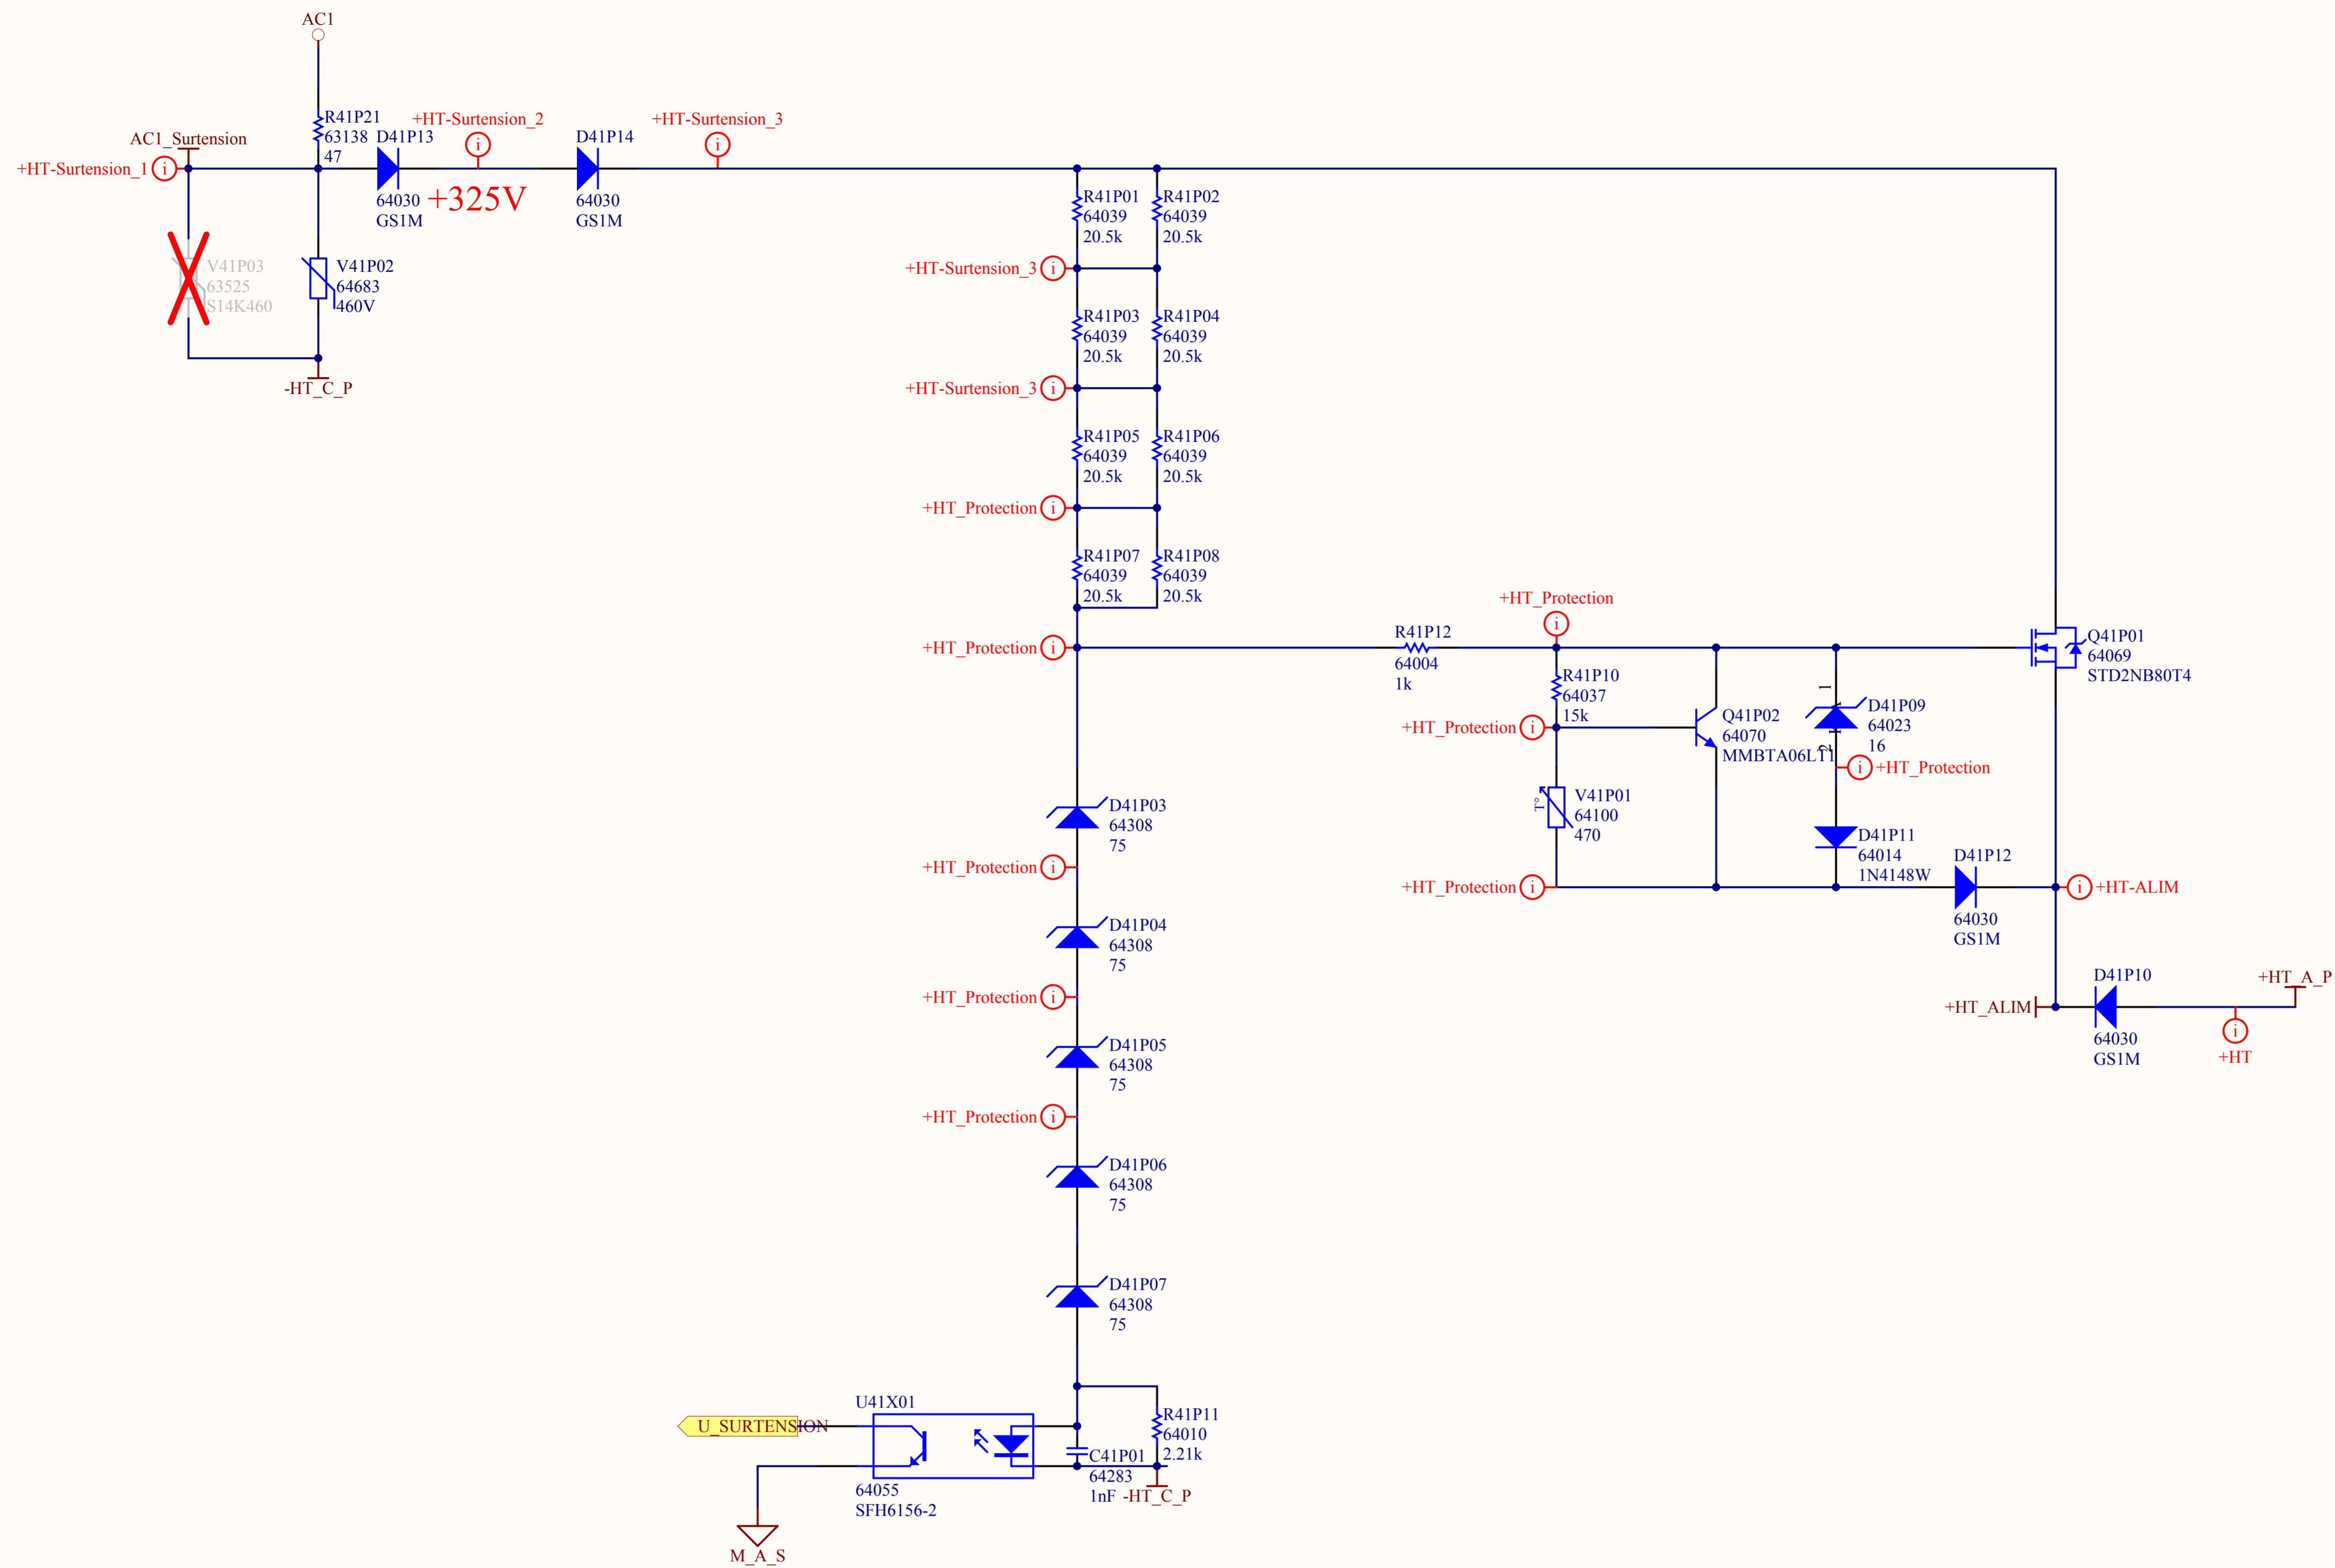 AC1
R41P21
63138
47
AC1_Surtension
+HT-Surtension_1
D41P13
64030
GS1M
+HT-Surtension_2
+325V
D41P14
64030
GS1M
+HT-Surtension_3
V41P03
63525
S14K460
V41P02
64683
460V
-HT_C_P
R41P01
64039
20.5k
R41P02
64039
20.5k
+HT-Surtension_3
R41P03
64039
20.5k
R41P04
64039
20.5k
+HT-Surtension_3
R41P05
64039
20.5k
R41P06
64039
20.5k
+HT_Protection
R41P07
64039
20.5k
R41P08
64039
20.5k
+HT_Protection
R41P12
64004
1k
+HT_Protection
R41P10
64037
15k
+HT_Protection
Q41P02
64070
MMBTA06LT1
1
2
D41P09
64023
16
+HT_Protection
Q41P01
64069
STD2NB80T4
T°
V41P01
64100
470
D41P11
64014
1N4148W
+HT_Protection
D41P12
64030
GS1M
+HT-ALIM
D41P10
64030
GS1M
+HT_ALIM
+HT_A_P
+HT
D41P03
64308
75
+HT_Protection
D41P04
64308
75
+HT_Protection
D41P05
64308
75
+HT_Protection
D41P06
64308
75
D41P07
64308
75
U41X01
U_SURTENSION
64055
SFH6156-2
R41P11
64010
2.21k
C41P01
64283
1nF
-HT_C_P
M_A_S